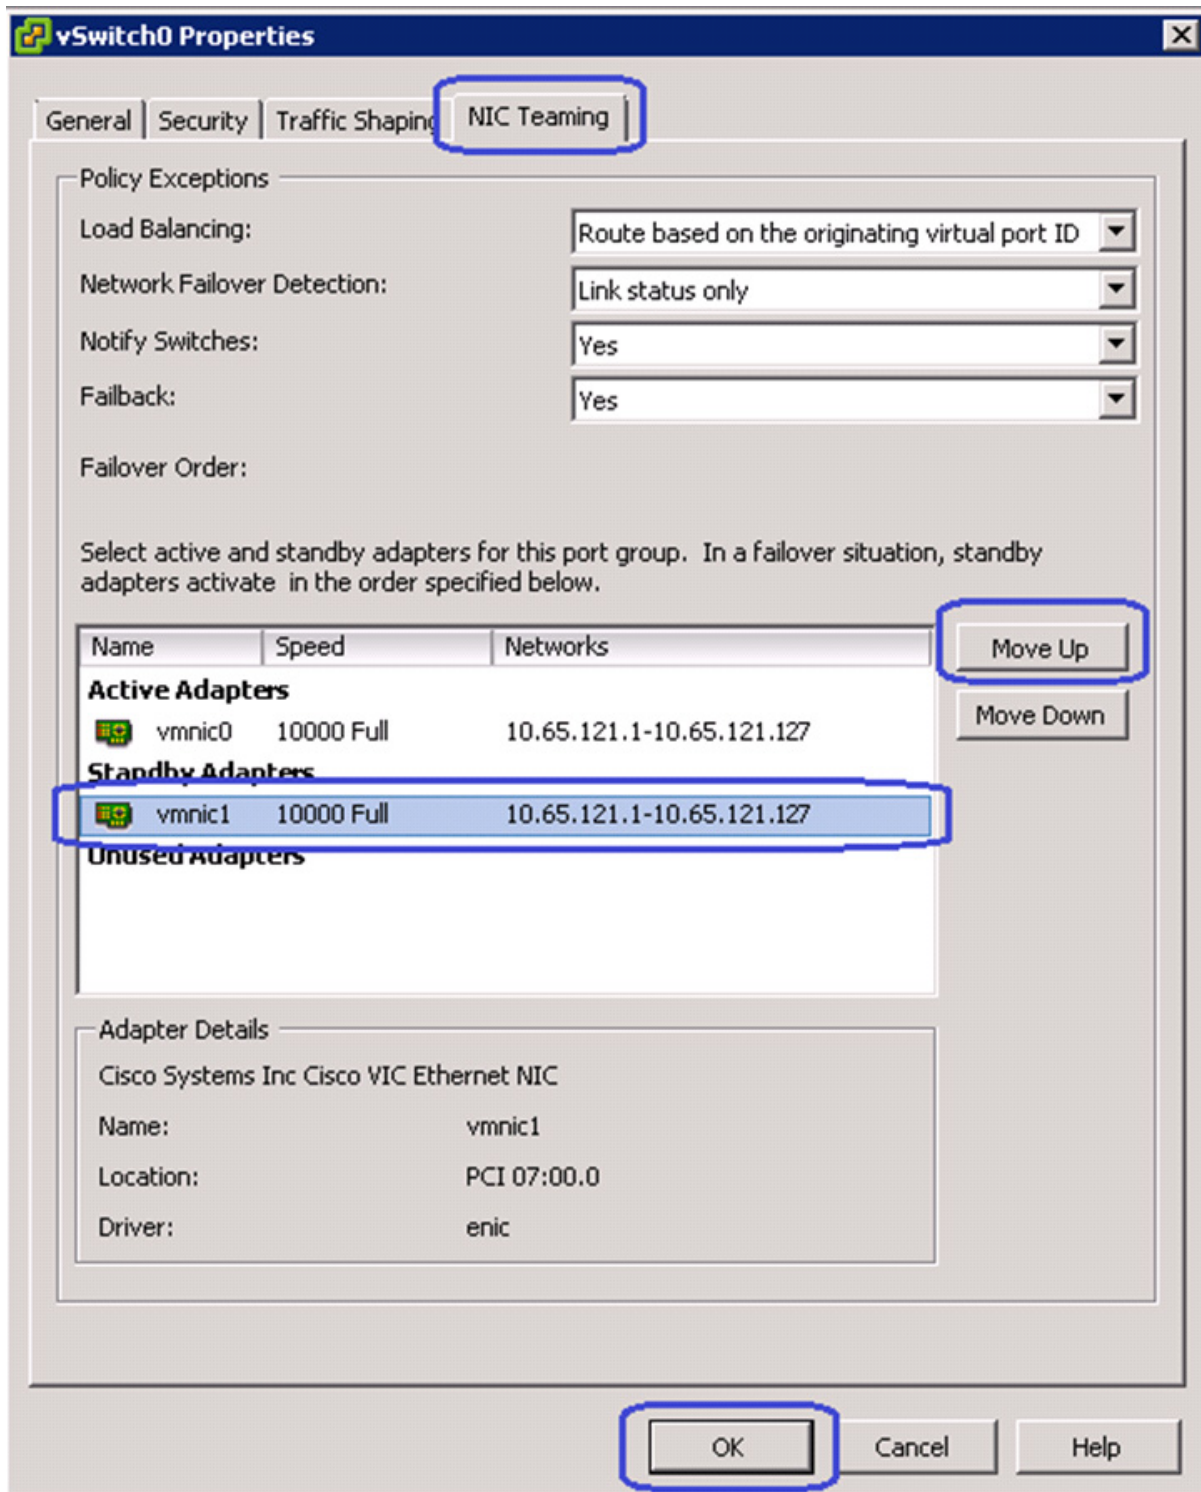 vSwitch0 Properties
General Security Traffic Shaping NIC Teaming
Policy Exceptions
Load Balancing: Route based on the originating virtual port ID
Network Failover Detection: Link status only
Notify Switches: Yes
Failback: Yes
Failover Order:
Select active and standby adapters for this port group. In a failover situation, standby
adapters activate in the order specified below.
Name Speed Networks Move Up
Active Adapters
vmnic0 10000 Full 10.65.121.1-10.65.121.127 Move Down
Standby Adapters
vmnic1 10000 Full 10.65.121.1-10.65.121.127
Unused Adapters
Adapter Details
Cisco Systems Inc Cisco VIC Ethernet NIC
Name: vmnic1
Location: PCI 07:00.0
Driver: enic
OK Cancel Help